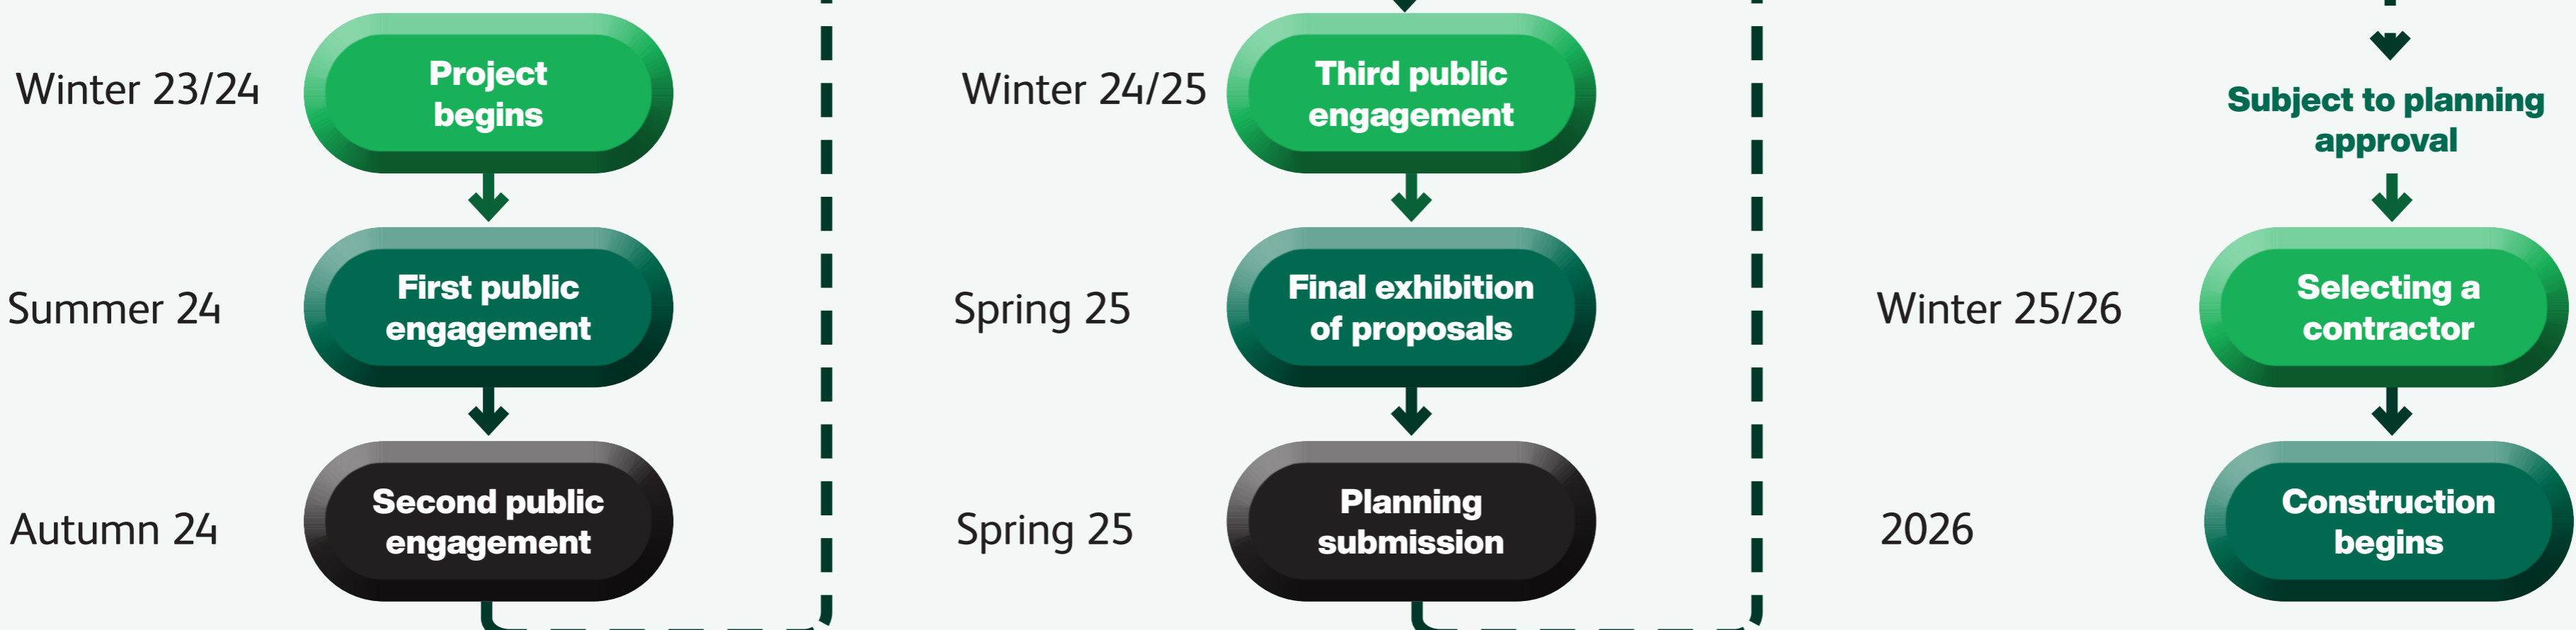 Winter 23/24
Project
begins
Summer 24
First public
engagement
Autumn 24
Second public
engagement
Winter 24/25
Third public
engagement
Spring 25
Final exhibition
of proposals
Spring 25
Planning
submission
Subject to planning
approval
Winter 25/26
Selecting a
contractor
2026
Construction
begins